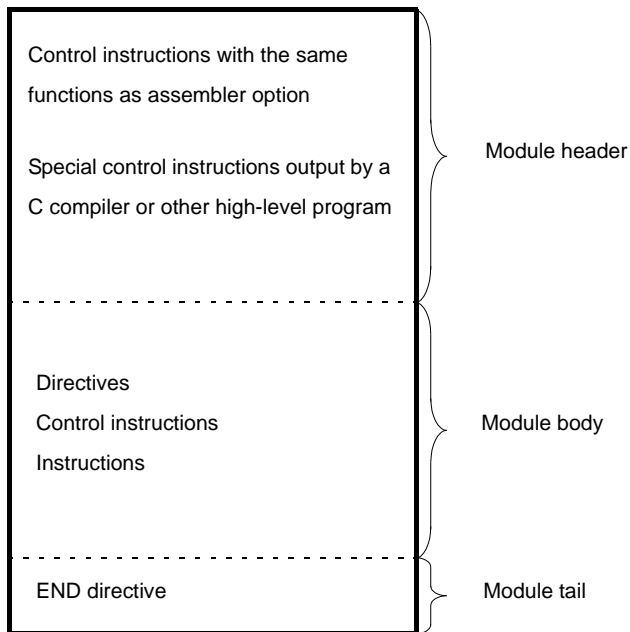 Control instructions with the same
functions as assembler option
Special control instructions output by a
C compiler or other high-level program
Module header
Directives
Control instructions
Instructions
Module body
END directive
Module tail